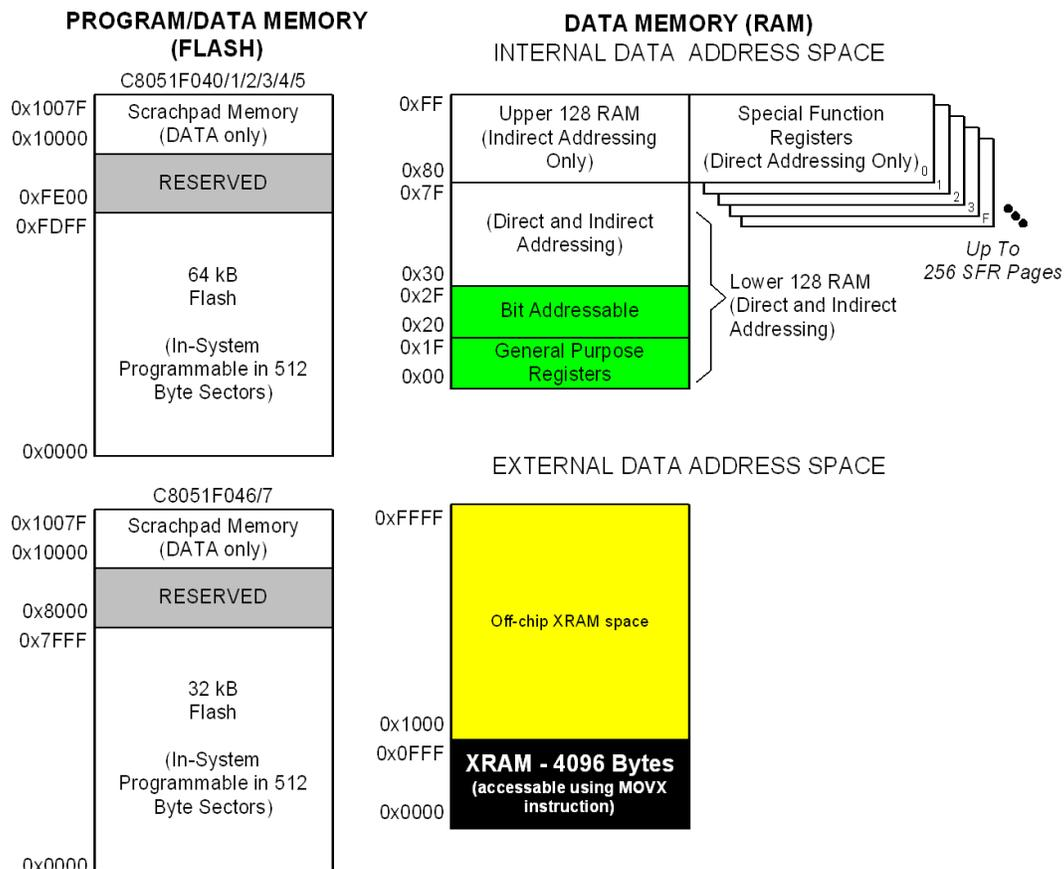 PROGRAM/DATA MEMORY
(FLASH)
C8051F040/1/2/3/4/5
0x1007F
0x10000
Scrachpad Memory
(DATA only)
RESERVED
0xFE00
0xFDFF
64 kB
Flash
(In-System
Programmable in 512
Byte Sectors)
0x0000
C8051F046/7
0x1007F
0x10000
Scrachpad Memory
(DATA only)
RESERVED
0x8000
0x7FFF
32 kB
Flash
(In-System
Programmable in 512
Byte Sectors)
0x0000
DATA MEMORY (RAM)
INTERNAL DATA ADDRESS SPACE
0xFF
Upper 128 RAM
(Indirect Addressing
Only)
0x80
Special Function
Registers
(Direct Addressing Only)
0
1
2
3
F
Up To
256 SFR Pages
0x7F
(Direct and Indirect
Addressing)
0x30
0x2F
Bit Addressable
0x20
0x1F
General Purpose
Registers
0x00
Lower 128 RAM
(Direct and Indirect
Addressing)
EXTERNAL DATA ADDRESS SPACE
0xFFFF
Off-chip XRAM space
0x1000
0x0FFF
XRAM - 4096 Bytes
(accessable using MOVX
instruction)
0x0000